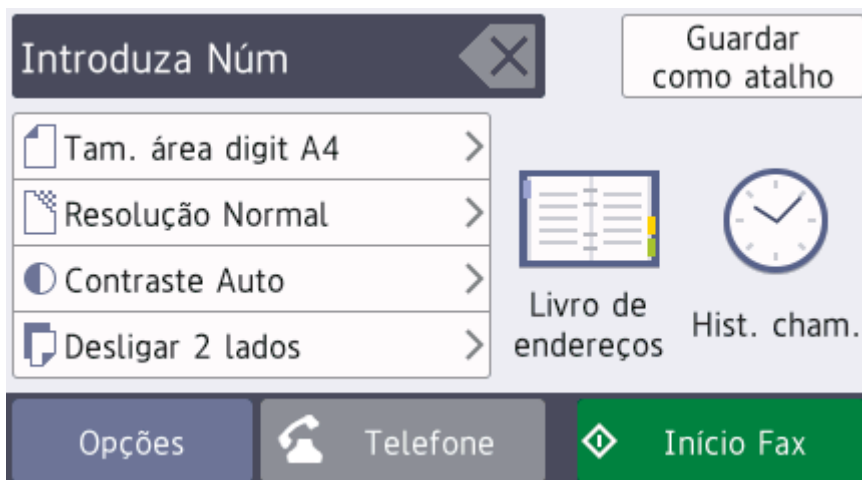 Introduza Núm
Guardar
como atalho
Tam. área digit A4
Resolução Normal
Contraste Auto
Desligar 2 lados
Livro de
endereços
Hist. cham.
Opções
Telefone
Início Fax